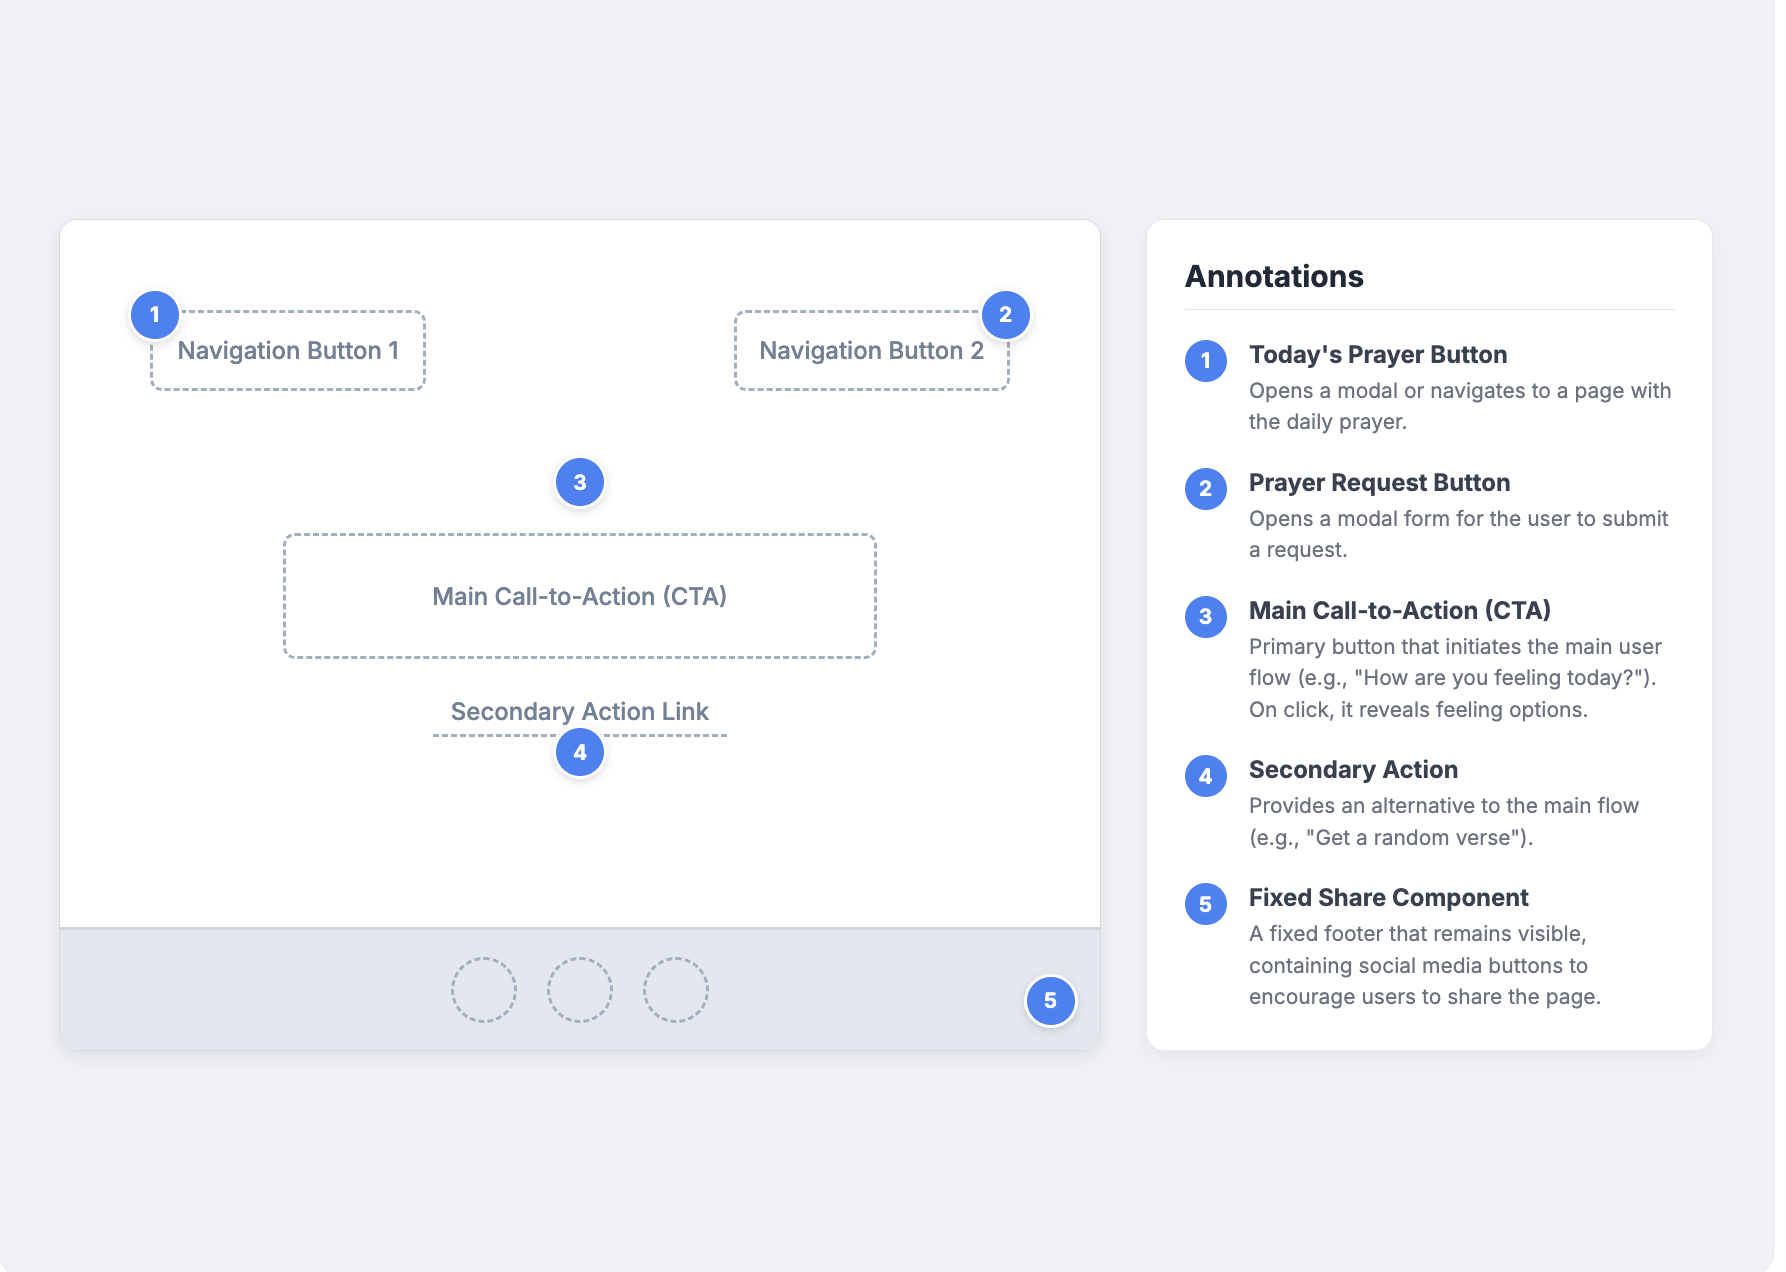 1
Navigation Button 1
2
Navigation Button 2
3
Main Call-to-Action (CTA)
Secondary Action Link
4
5
Annotations
1
Today's Prayer Button
Opens a modal or navigates to a page with
the daily prayer.
2
Prayer Request Button
Opens a modal form for the user to submit
a request.
3
Main Call-to-Action (CTA)
Primary button that initiates the main user
flow (e.g., "How are you feeling today?").
On click, it reveals feeling options.
4
Secondary Action
Provides an alternative to the main flow
(e.g., "Get a random verse").
5
Fixed Share Component
A fixed footer that remains visible,
containing social media buttons to
encourage users to share the page.